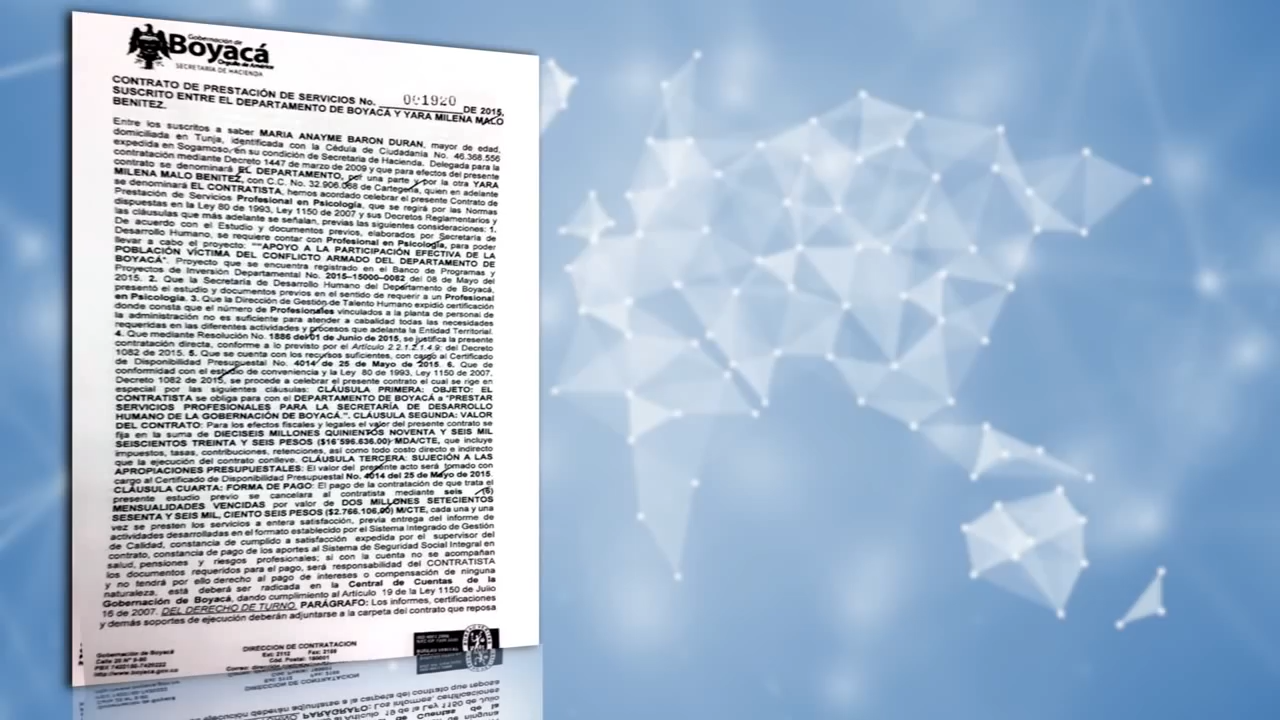 Gobernación de
Boyacá
Orgullo de América
SECRETARÍA DE HACIENDA
CONTRATO DE PRESTACIÓN DE SERVICIOS No. 001920 DE 2015,
SUSCRITO ENTRE EL DEPARTAMENTO DE BOYACÁ Y YARA MILENA MALO
BENITEZ.
Entre los suscritos a saber MARIA ANAYME BARON DURAN, mayor de edad,
domiciliada en Tunja, identificada con la Cédula de Ciudadanía No. 46.368.556
expedida en Sogamoso, en su condición de Secretaria de Hacienda. Delegada para la
contratación mediante Decreto 1447 de marzo de 2009 y que para efectos del presente
contrato se denominará EL DEPARTAMENTO, por una parte y por la otra YARA
MILENA MALO BENITEZ, con C.C. No. 32.906.068 de Cartagena, quien en adelante
se denominará EL CONTRATISTA, hemos acordado celebrar el presente Contrato de
Prestación de Servicios Profesional en Psicología, que se regirá por las Normas
dispuestas en la Ley 80 de 1993, Ley 1150 de 2007 y sus Decretos Reglamentarios y
las cláusulas que más adelante se señalan, previas las siguientes consideraciones: 1.
De acuerdo con el Estudio y documentos previos, elaborados por Secretaría de
Desarrollo Humano, se requiere contar con Profesional en Psicología, para poder
llevar a cabo el proyecto: ""APOYO A LA PARTICIPACIÓN EFECTIVA DE LA
POBLACIÓN VÍCTIMA DEL CONFLICTO ARMADO DEL DEPARTAMENTO DE
BOYACÁ". Proyecto que se encuentra registrado en el Banco de Programas y
Proyectos de Inversión Departamental No. 2015-15000-0082 del 08 de Mayo del
2015. 2. Que la Secretaría de Desarrollo Humano del Departamento de Boyacá,
presentó el estudio y documentos previos en el sentido de requerir a un Profesional
en Psicología. 3. Que la Dirección de Gestión de Talento Humano expidió certificación
donde consta que el número de Profesionales vinculados a la planta de personal de
la administración no es suficiente para atender a cabalidad todas las necesidades
requeridas en las diferentes actividades y procesos que adelanta la Entidad Territorial.
4. Que mediante Resolución No. 1886 del 01 de Junio de 2015, se justifica la presente
contratación directa, conforme a lo previsto por el Artículo 2.2.1.2.1.4.9; del Decreto
1082 de 2015. 5. Que se cuenta con los recursos suficientes, con cargo al Certificado
de Disponibilidad Presupuestal No. 4014 de 25 de Mayo de 2015. 6. Que de
conformidad con el estudio de conveniencia y la Ley 80 de 1993, Ley 1150 de 2007,
Decreto 1082 de 2015, se procede a celebrar el presente contrato el cual se rige en
especial por las siguientes cláusulas: CLÁUSULA PRIMERA: OBJETO: EL
CONTRATISTA se obliga para con el DEPARTAMENTO DE BOYACÁ a "PRESTAR
SERVICIOS PROFESIONALES PARA LA SECRETARÍA DE DESARROLLO
HUMANO DE LA GOBERNACIÓN DE BOYACÁ.". CLÁUSULA SEGUNDA: VALOR
DEL CONTRATO: Para los efectos fiscales y legales el valor del presente contrato se
fija en la suma de DIECISEIS MILLONES QUINIENTOS NOVENTA Y SEIS MIL
SEISCIENTOS TREINTA Y SEIS PESOS ($16'596.636.00) MDA/CTE, que incluye
impuestos, tasas, contribuciones, retenciones, así como todo costo directo e indirecto
que la ejecución del contrato conlleve. CLÁUSULA TERCERA: SUJECIÓN A LAS
APROPIACIONES PRESUPUESTALES: El valor del presente acto será tomado con
cargo al Certificado de Disponibilidad Presupuestal No. 4014 del 25 de Mayo de 2015.
CLÁUSULA CUARTA: FORMA DE PAGO: El pago de la contratación de que trata el
presente estudio previo se cancelara al contratista mediante seis (6)
MENSUALIDADES VENCIDAS por valor de DOS MILLONES SETECIENTOS
SESENTA Y SEIS MIL, CIENTO SEIS PESOS ($2.766.106,00) M/CTE, cada una y una
vez se presten los servicios a entera satisfacción, previa entrega del informe de
actividades desarrolladas en el formato establecido por el Sistema Integrado de Gestión
de Calidad, constancia de cumplido a satisfacción expedida por el supervisor del
contrato, constancia de pago de los aportes al Sistema de Seguridad Social Integral en
salud, pensiones y riesgos profesionales; si con la cuenta no se acompañan
los documentos requeridos para el pago, será responsabilidad del CONTRATISTA
y no tendrá por ello derecho al pago de intereses o compensación de ninguna
naturaleza, esta deberá ser radicada en la Central de Cuentas de la
Gobernación de Boyacá, dando cumplimiento al Artículo 19 de la Ley 1150 de Julio
16 de 2007. DEL DERECHO DE TURNO. PARÁGRAFO: Los informes, certificaciones
y demás soportes de ejecución deberán adjuntarse a la carpeta del contrato que reposa
Gobernación de Boyacá
Calle 20 Nº 9-90
PBX 7420150-7420222
http://www.boyaca.gov.co
DIRECCION DE CONTRATACION
Ext: 2112 Fax: 2169
Cód. Postal: 150001